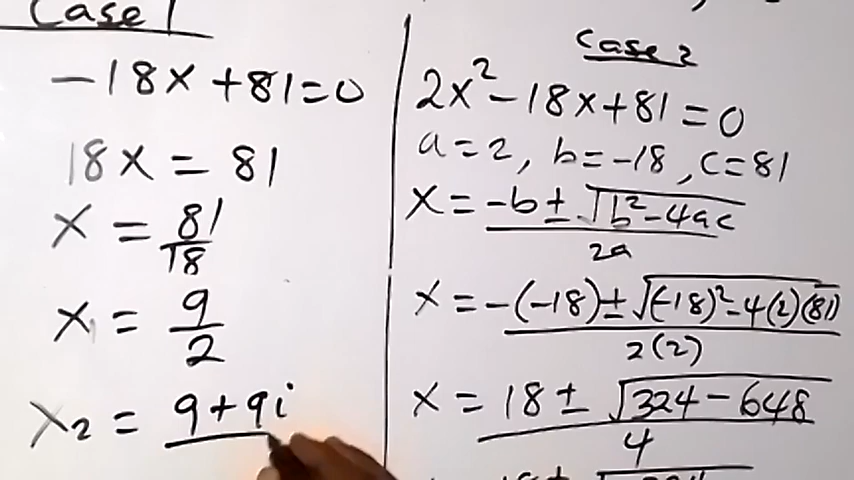 Case 1
-18x + 81 = 0
18x = 81
x = 81/18
x₁ = 9/2
x₂ = 9 + 9i
Case 2
2x² - 18x + 81 = 0
a = 2, b = -18, c = 81
x = -b ± √b² - 4ac / 2a
x = -(-18) ± √(-18)² - 4(2)(81) / 2(2)
x = 18 ± √324 - 648 / 4